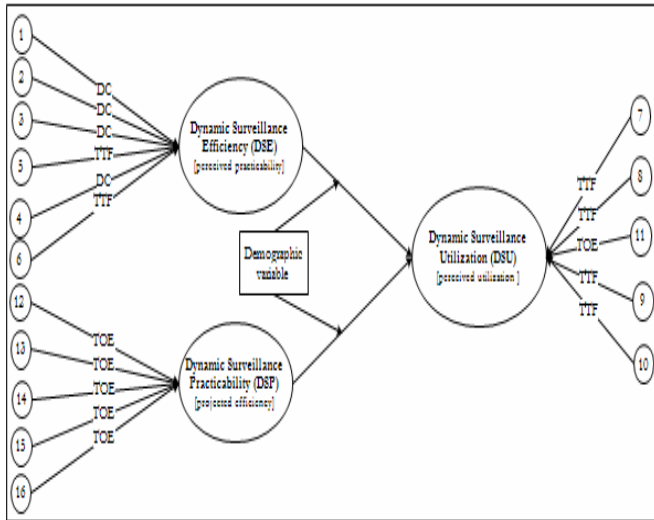 1
2
3
5
4
6
12
13
14
15
16
DC
DC
DC
TTF
DC
TTF
TOE
TOE
TOE
TOE
TOE
Dynamic Surveillance
Efficiency (DSE)
[perceived practicability]
Demographic
variable
Dynamic Surveillance
Practicability (DSP)
[projected efficiency]
Dynamic Surveillance
Utilization (DSU)
[perceived utilization ]
TTF
TTF
TOE
TTF
TTF
7
8
11
9
10